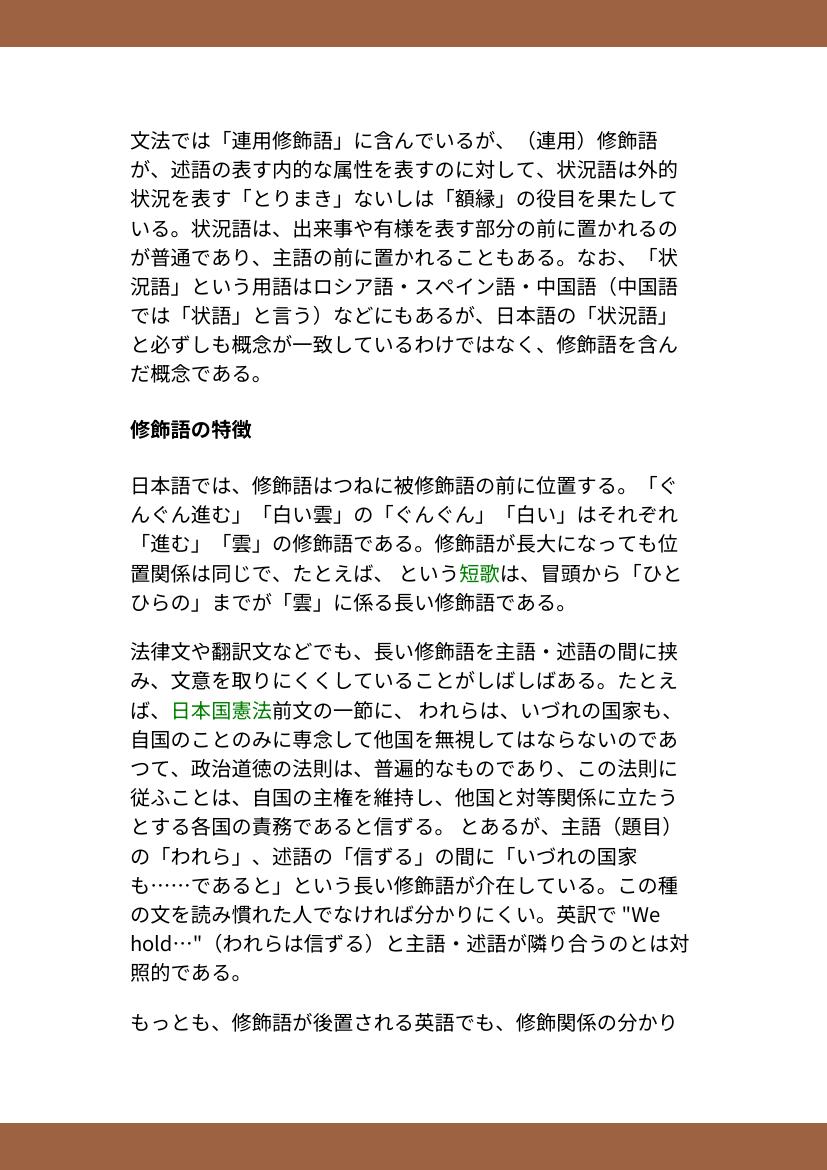 文法では「連用修飾語」に含んでいるが、（連用）修飾語
が、述語の表す内的な属性を表すのに対して、状況語は外的
状況を表す「とりまき」ないしは「額縁」の役目を果たして
いる。状況語は、出来事や有様を表す部分の前に置かれるの
が普通であり、主語の前に置かれることもある。なお、「状
況語」という用語はロシア語・スペイン語・中国語（中国語
では「状語」と言う）などにもあるが、日本語の「状況語」
と必ずしも概念が一致しているわけではなく、修飾語を含ん
だ概念である。
修飾語の特徴
日本語では、修飾語はつねに被修飾語の前に位置する。「ぐ
んぐん進む」「白い雲」の「ぐんぐん」「白い」はそれぞれ
「進む」「雲」の修飾語である。修飾語が長大になっても位
置関係は同じで、たとえば、 という短歌は、冒頭から「ひと
ひらの」までが「雲」に係る長い修飾語である。
法律文や翻訳文などでも、長い修飾語を主語・述語の間に挟
み、文意を取りにくくしていることがしばしばある。たとえ
ば、日本国憲法前文の一節に、 われらは、いづれの国家も、
自国のことのみに専念して他国を無視してはならないのであ
つて、政治道徳の法則は、普遍的なものであり、この法則に
従ふことは、自国の主権を維持し、他国と対等関係に立たう
とする各国の責務であると信ずる。 とあるが、主語（題目）
の「われら」、述語の「信ずる」の間に「いづれの国家
も……であると」という長い修飾語が介在している。この種
の文を読み慣れた人でなければ分かりにくい。英訳で "We
hold…"（われらは信ずる）と主語・述語が隣り合うのとは対
照的である。
もっとも、修飾語が後置される英語でも、修飾関係の分かり